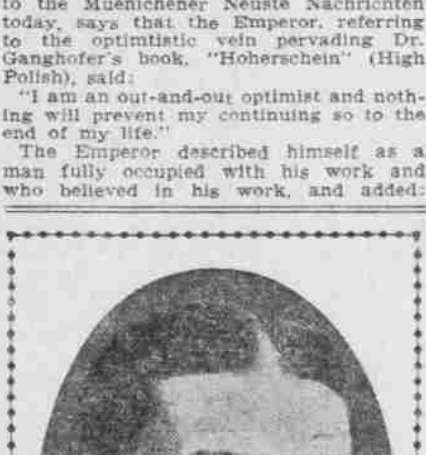 to the Muenichener Neuste Nachrichten
today, says that the Emperor, referring
to the optimtistic vein pervading Dr.
Ganghofer's book, "Hoherschein" (High
Polish), said:
"I am an out-and-out optimist and noth-
ing will prevent my continuing so to the
end of my life."
The Emperor described himself as a
man fully occupied with his work and
who believed in his work, and added: